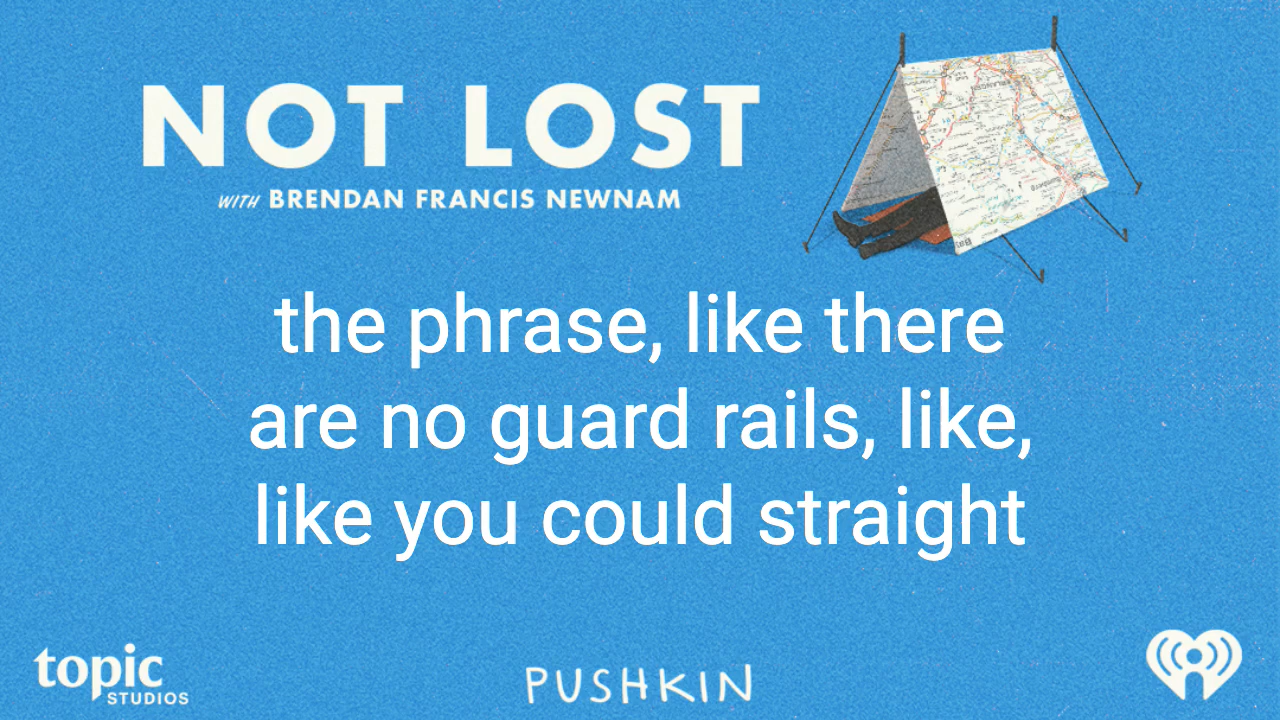 NOT LOST
WITH BRENDAN FRANCIS NEWNAM
the phrase, like there
are no guard rails, like,
like you could straight
topic
STUDIOS
PUSHKIN